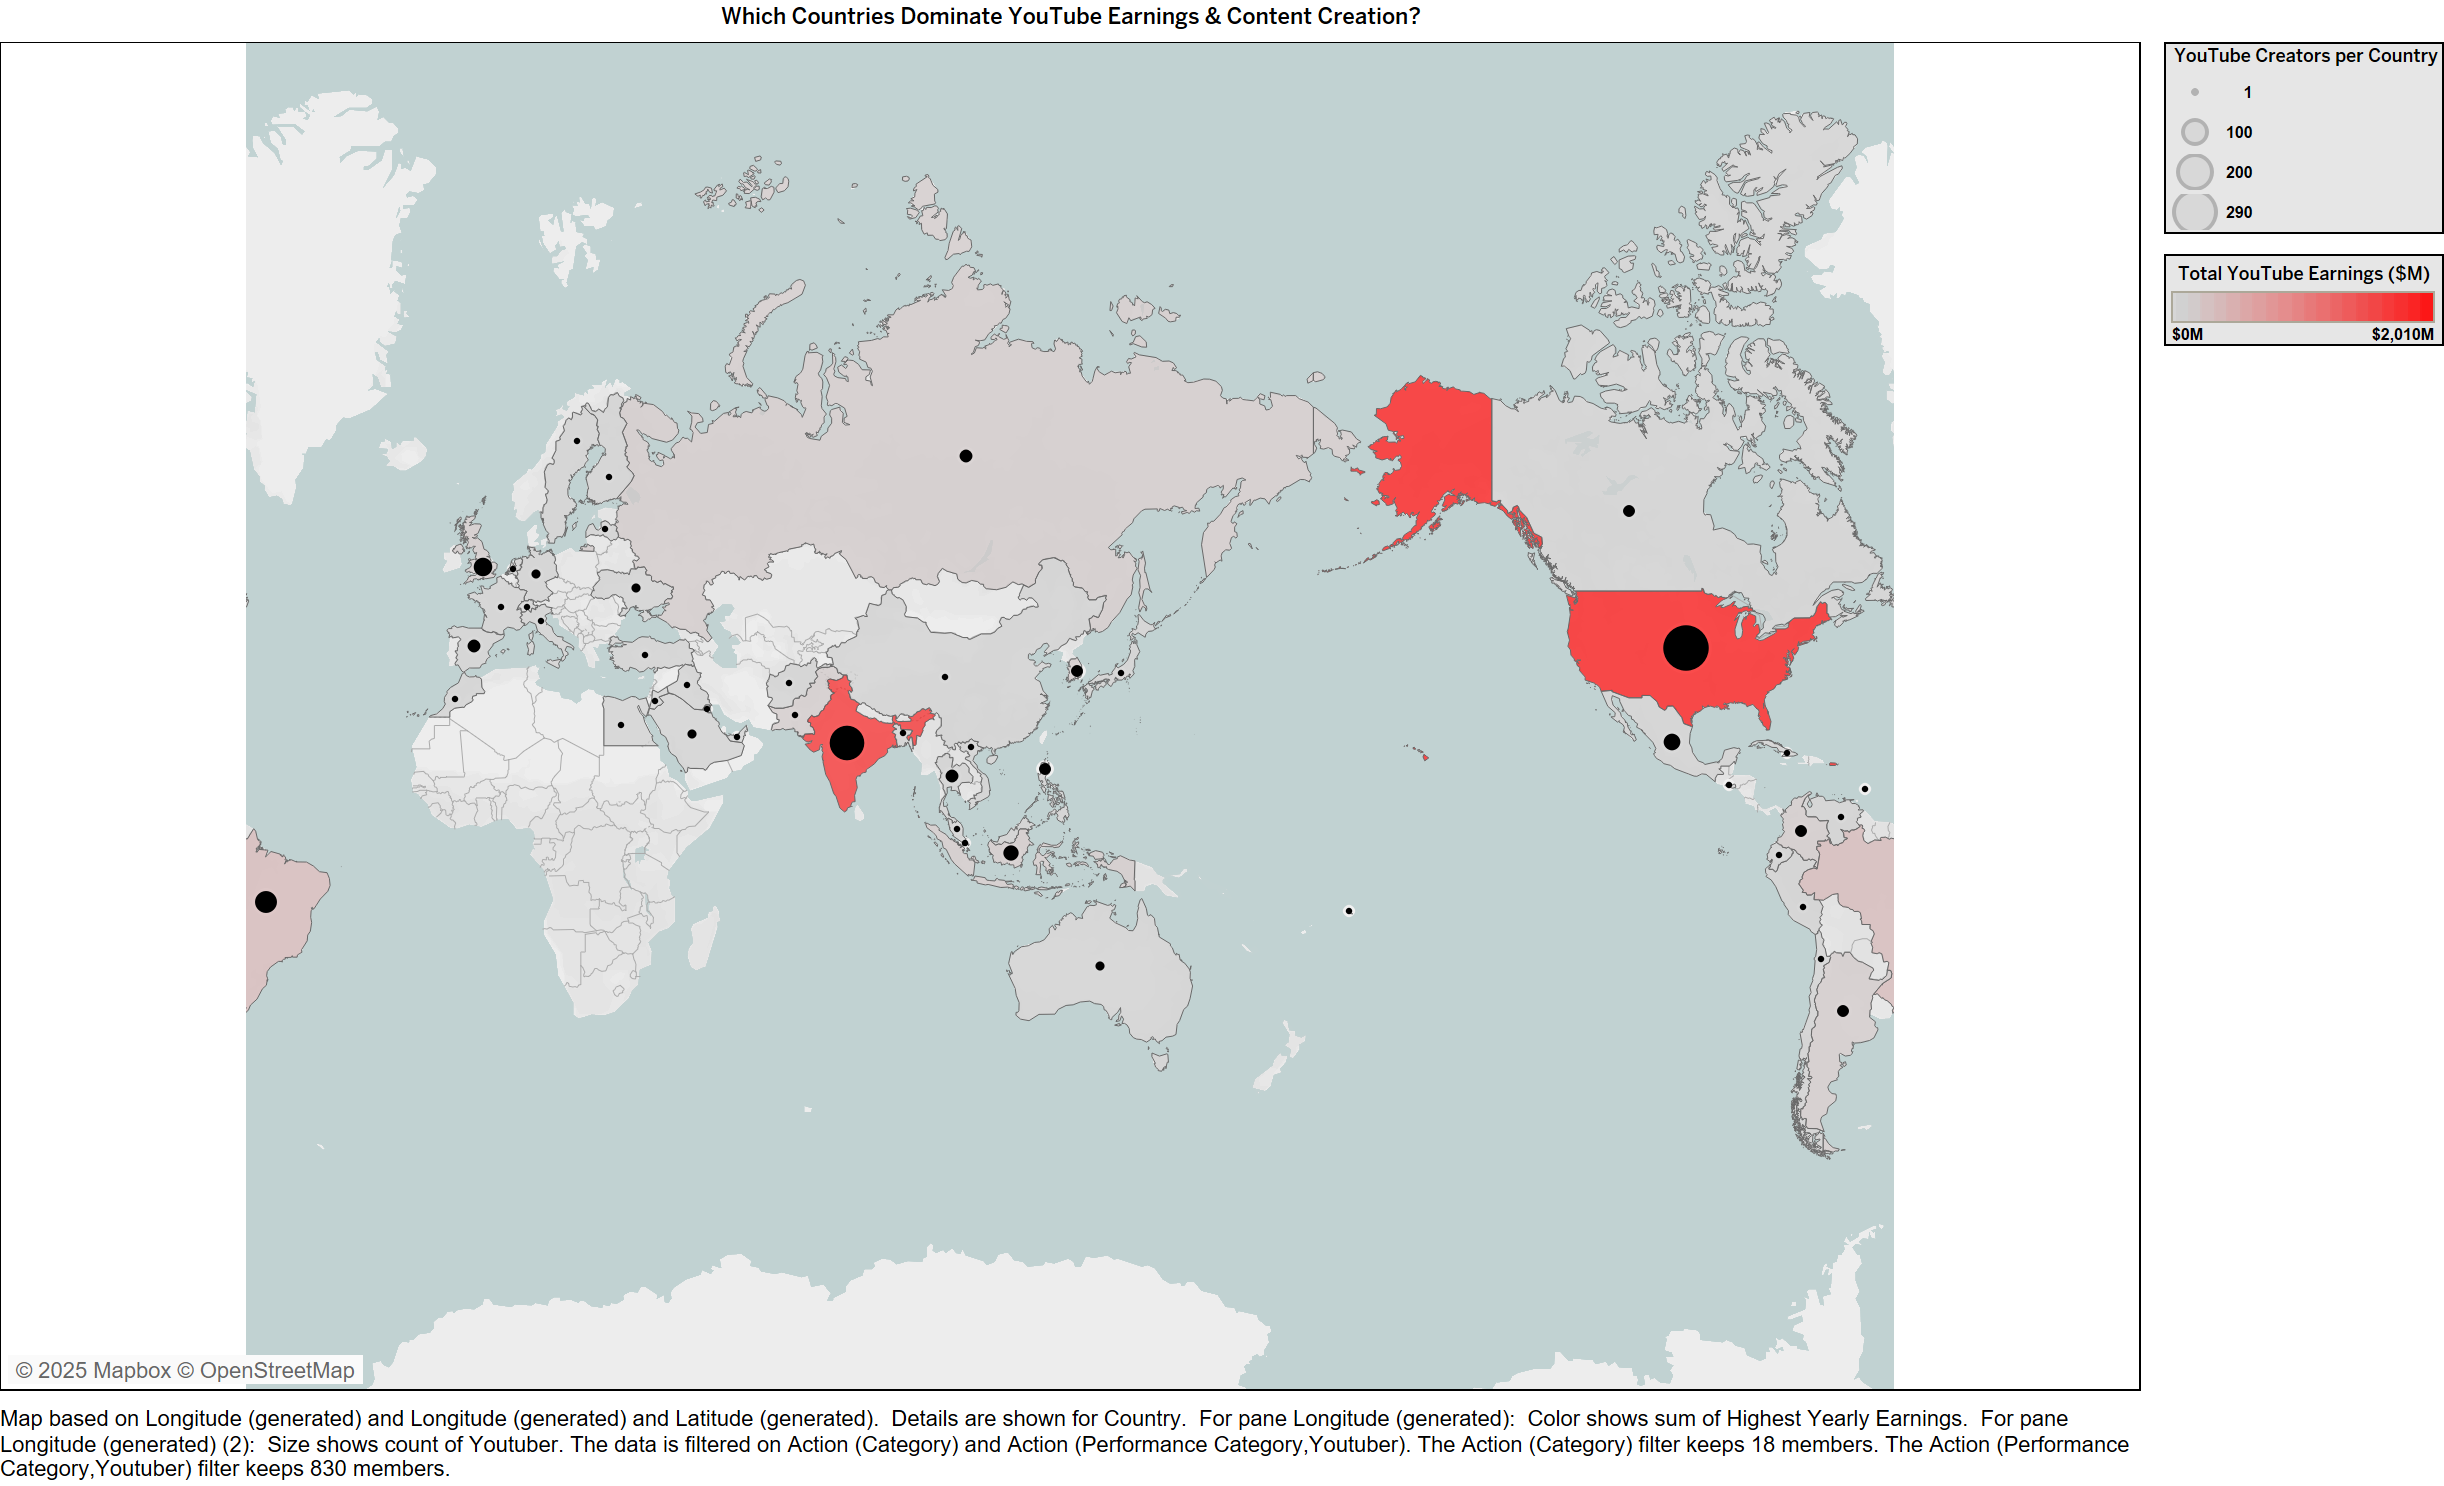 Which Countries Dominate YouTube Earnings & Content Creation?
YouTube Creators per Country
1
100
200
290
Total YouTube Earnings ($M)
$0M $2,010M
© 2025 Mapbox © OpenStreetMap
Map based on Longitude (generated) and Longitude (generated) and Latitude (generated).  Details are shown for Country.  For pane Longitude (generated):  Color shows sum of Highest Yearly Earnings.  For pane
Longitude (generated) (2):  Size shows count of Youtuber. The data is filtered on Action (Category) and Action (Performance Category,Youtuber). The Action (Category) filter keeps 18 members. The Action (Performance
Category,Youtuber) filter keeps 830 members.